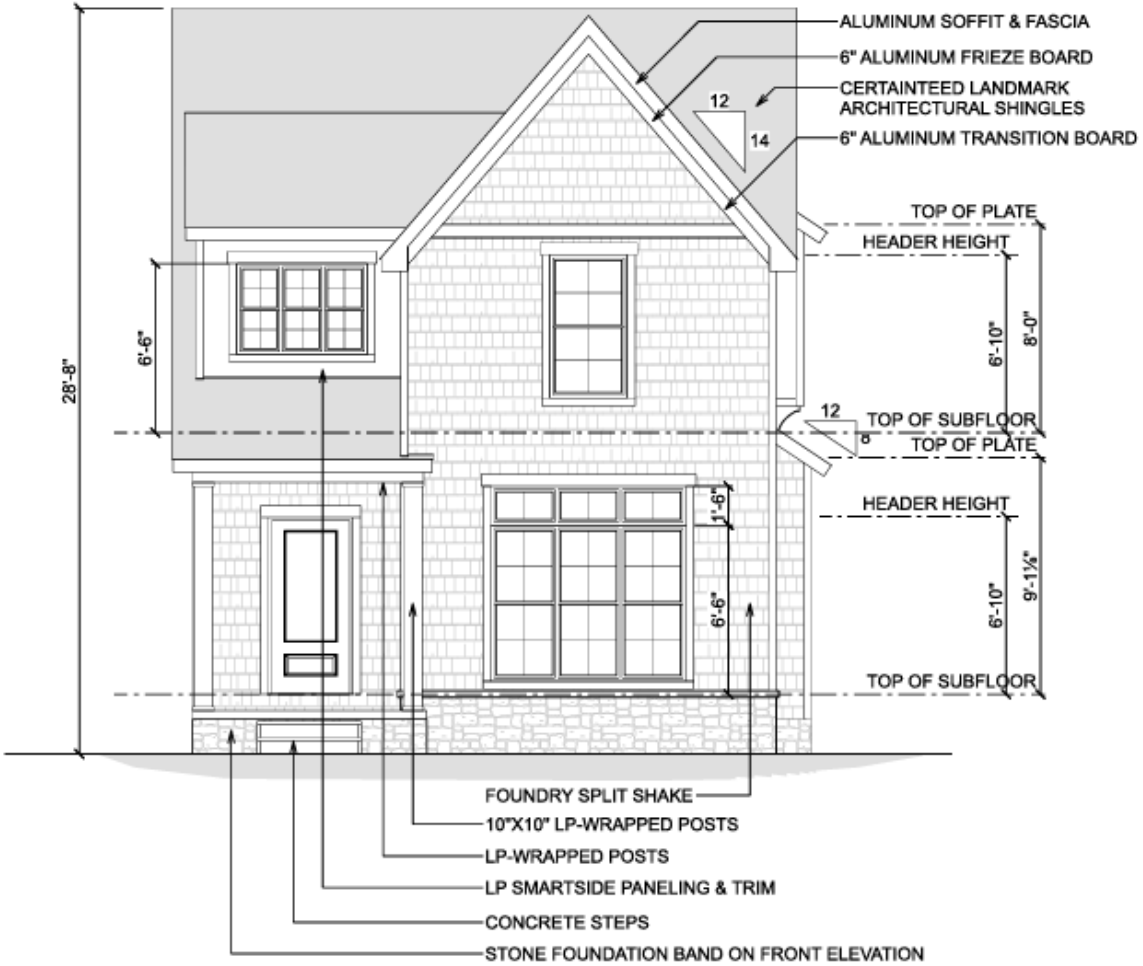 ALUMINUM SOFFIT & FASCIA
6" ALUMINUM FRIEZE BOARD
CERTAINTEED LANDMARK
ARCHITECTURAL SHINGLES
12
14
6" ALUMINUM TRANSITION BOARD
TOP OF PLATE
HEADER HEIGHT
28'-8"
6'-6"
6'-10"
8'-0"
12
8
TOP OF SUBFLOOR
TOP OF PLATE
1'-6"
HEADER HEIGHT
6'-6"
6'-10"
9'-1⅛"
TOP OF SUBFLOOR
FOUNDRY SPLIT SHAKE
10"X10" LP-WRAPPED POSTS
LP-WRAPPED POSTS
LP SMARTSIDE PANELING & TRIM
CONCRETE STEPS
STONE FOUNDATION BAND ON FRONT ELEVATION